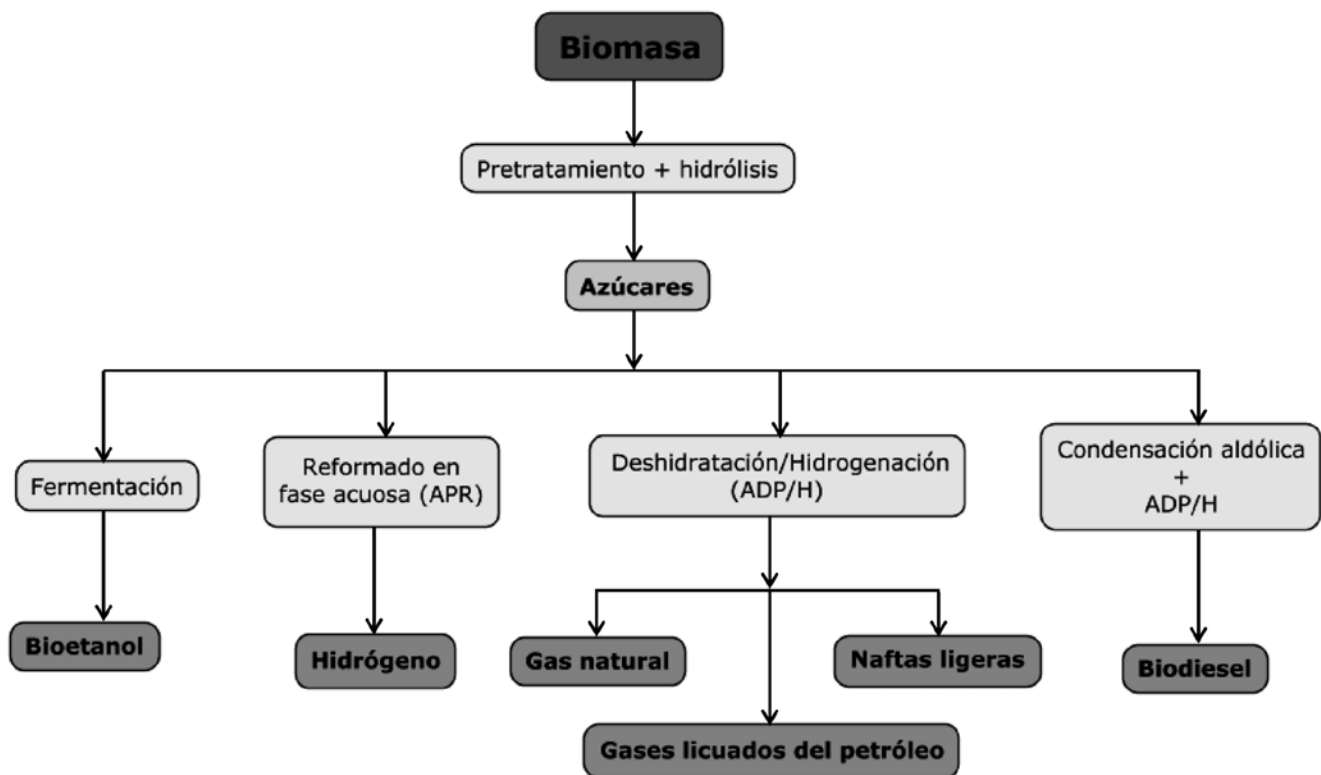 Biomasa
Pretratamiento + hidrólisis
Azúcares
Fermentación
Reformado en
fase acuosa (APR)
Deshidratación/Hidrogenación
(ADP/H)
Condensación aldólica
+
ADP/H
Bioetanol
Hidrógeno
Gas natural
Naftas ligeras
Biodiesel
Gases licuados del petróleo